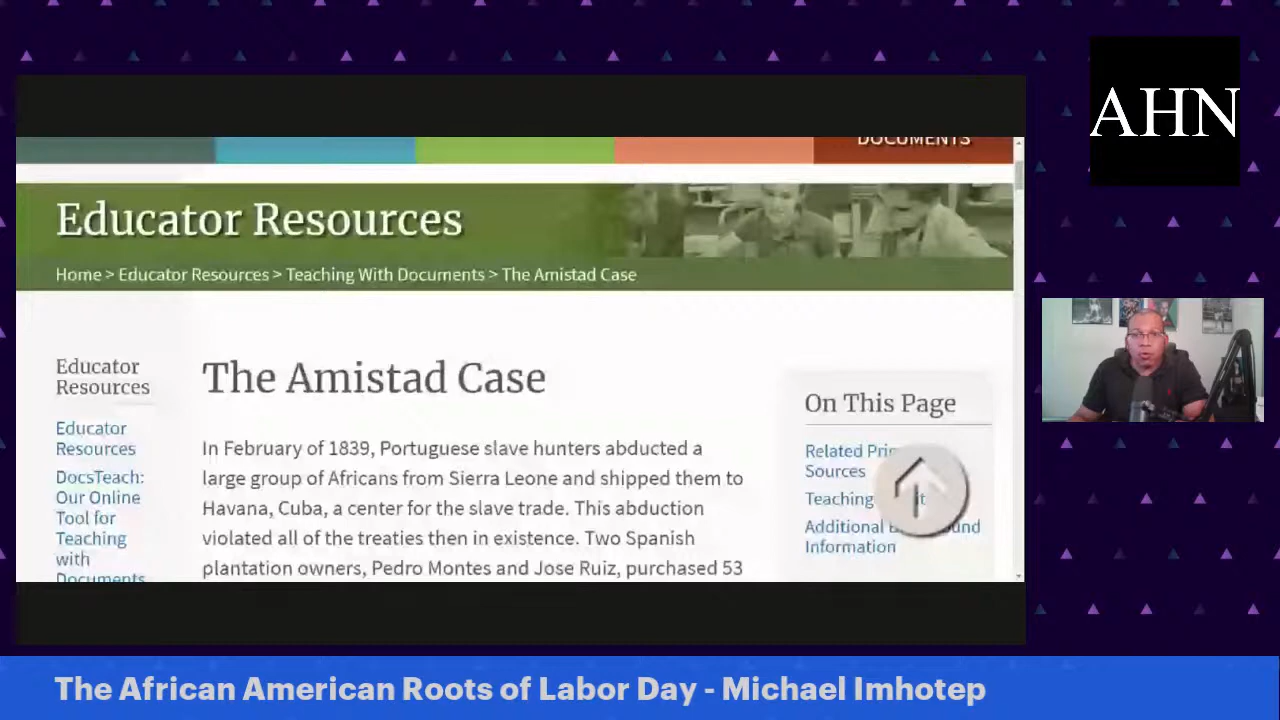 DOCUMENTS
Educator Resources
Home > Educator Resources > Teaching With Documents > The Amistad Case
Educator
Resources
Educator
Resources
DocsTeach:
Our Online
Tool for
Teaching
with
Documents
The Amistad Case
In February of 1839, Portuguese slave hunters abducted a
large group of Africans from Sierra Leone and shipped them to
Havana, Cuba, a center for the slave trade. This abduction
violated all of the treaties then in existence. Two Spanish
plantation owners, Pedro Montes and Jose Ruiz, purchased 53
On This Page
Related
Sources
Teaching
Additional
Information
AHN
The African American Roots of Labor Day - Michael Imhotep